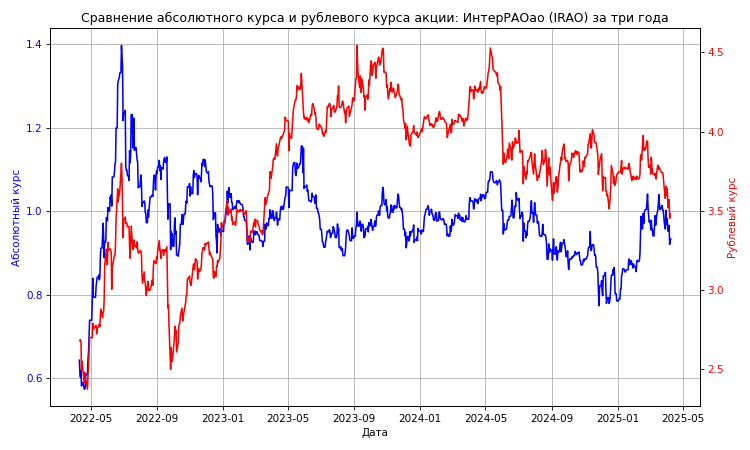 Сравнение абсолютного курса и рублевого курса акции: ИнтерРАОао (IRAO) за три года
1.4
1.2
1.0
0.8
0.6
Абсолютный курс
4.5
4.0
3.5
3.0
2.5
Рублевый курс
2022-05 2022-09 2023-01 2023-05 2023-09 2024-01 2024-05 2024-09 2025-01 2025-05
Дата